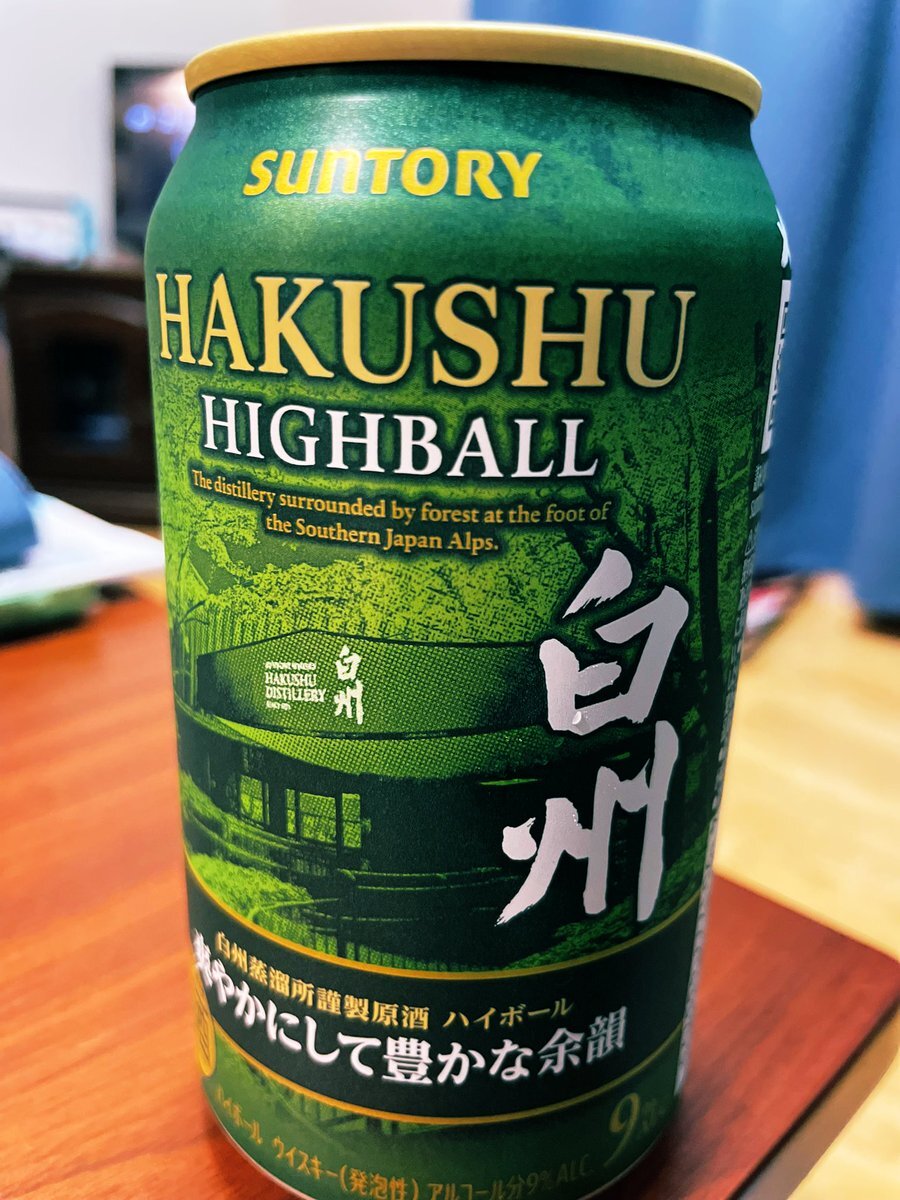 SUNTORY
HAKUSHU
HIGHBALL
The distillery surrounded by forest at the foot of
the Southern Japan Alps.
白州
HAKUSHU
DISTILLERY
白州
白州蒸溜所謹製原酒 ハイボール
爽やかにして豊かな余韻
9%
ハイボール ウイスキー(発泡性) アルコール分9% ALC.